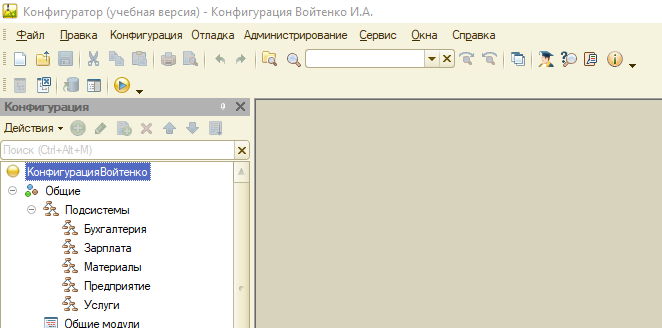 Конфигуратор (учебная версия) - Конфигурация Войтенко И.А.
Файл Правка Конфигурация Отладка Администрирование Сервис Окна Справка
Конфигурация
Действия
Поиск (Ctrl+Alt+M)
КонфигурацияВойтенко
Общие
Подсистемы
Бухгалтерия
Зарплата
Материалы
Предприятие
Услуги
Общие модули